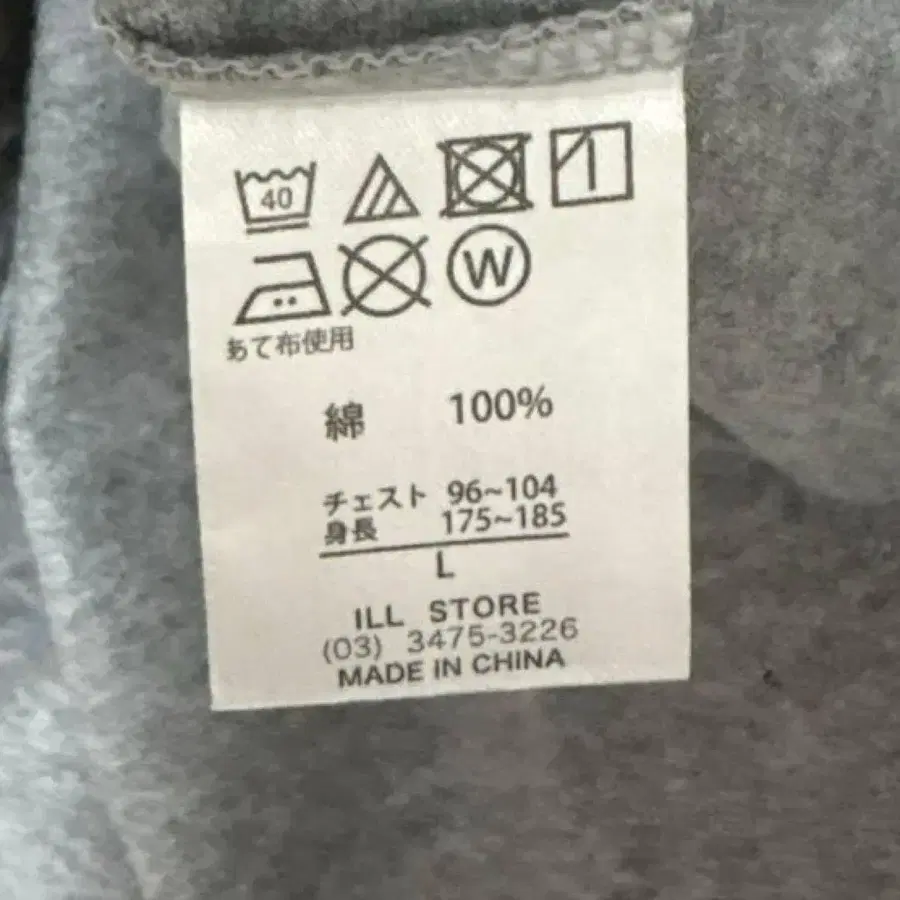 40
W
あて布使用
綿 100%
チェスト 96~104
身長 175~185
L
ILL STORE
(03) 3475-3226
MADE IN CHINA